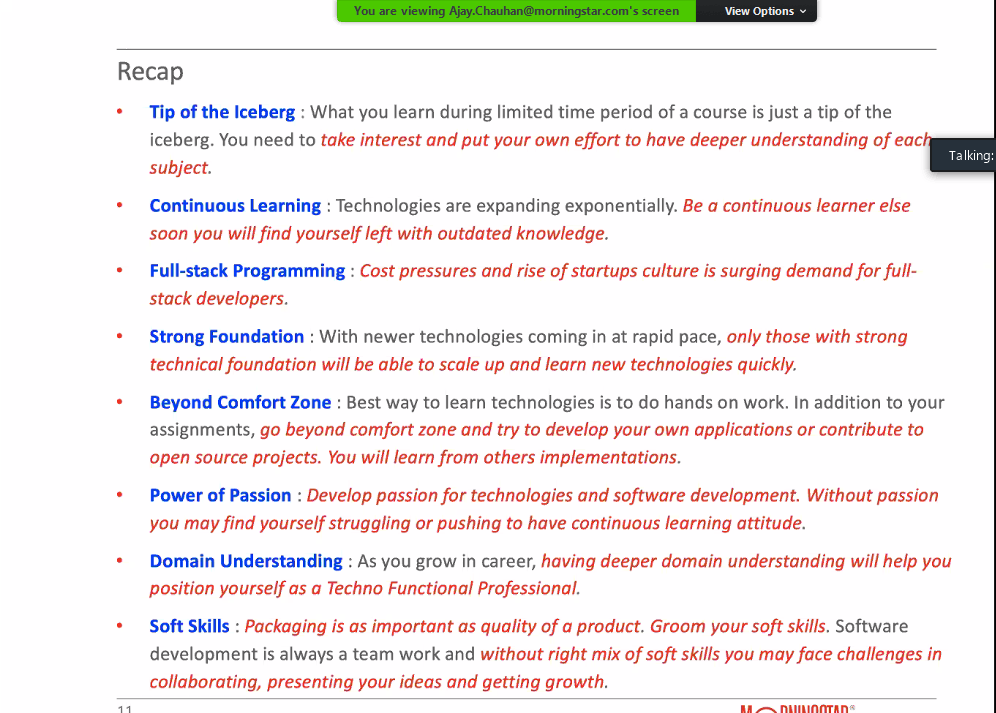 You are viewing Ajay.Chauhan@morningstar.com's screen View Options
Recap
• Tip of the Iceberg : What you learn during limited time period of a course is just a tip of the
iceberg. You need to take interest and put your own effort to have deeper understanding of each
subject.
Talking:
• Continuous Learning : Technologies are expanding exponentially. Be a continuous learner else
soon you will find yourself left with outdated knowledge.
• Full-stack Programming : Cost pressures and rise of startups culture is surging demand for full-
stack developers.
• Strong Foundation : With newer technologies coming in at rapid pace, only those with strong
technical foundation will be able to scale up and learn new technologies quickly.
• Beyond Comfort Zone : Best way to learn technologies is to do hands on work. In addition to your
assignments, go beyond comfort zone and try to develop your own applications or contribute to
open source projects. You will learn from others implementations.
• Power of Passion : Develop passion for technologies and software development. Without passion
you may find yourself struggling or pushing to have continuous learning attitude.
• Domain Understanding : As you grow in career, having deeper domain understanding will help you
position yourself as a Techno Functional Professional.
• Soft Skills : Packaging is as important as quality of a product. Groom your soft skills. Software
development is always a team work and without right mix of soft skills you may face challenges in
collaborating, presenting your ideas and getting growth.
11 MORNINGSTAR®